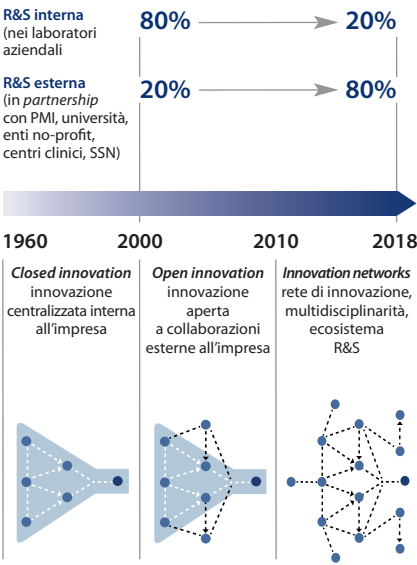 R&S interna
(nei laboratori
aziendali
80% 20%
R&S esterna
(in partnership
con PMI, università,
enti no-profit,
centri clinici, SSN)
20% 80%
1960 2000 2010 2018
Closed innovation
innovazione
centralizzata interna
all'impresa
Open innovation
innovazione
aperta
a collaborazioni
esterne all'impresa
Innovation networks
rete di innovazione,
multidisciplinarità,
ecosistema
R&S